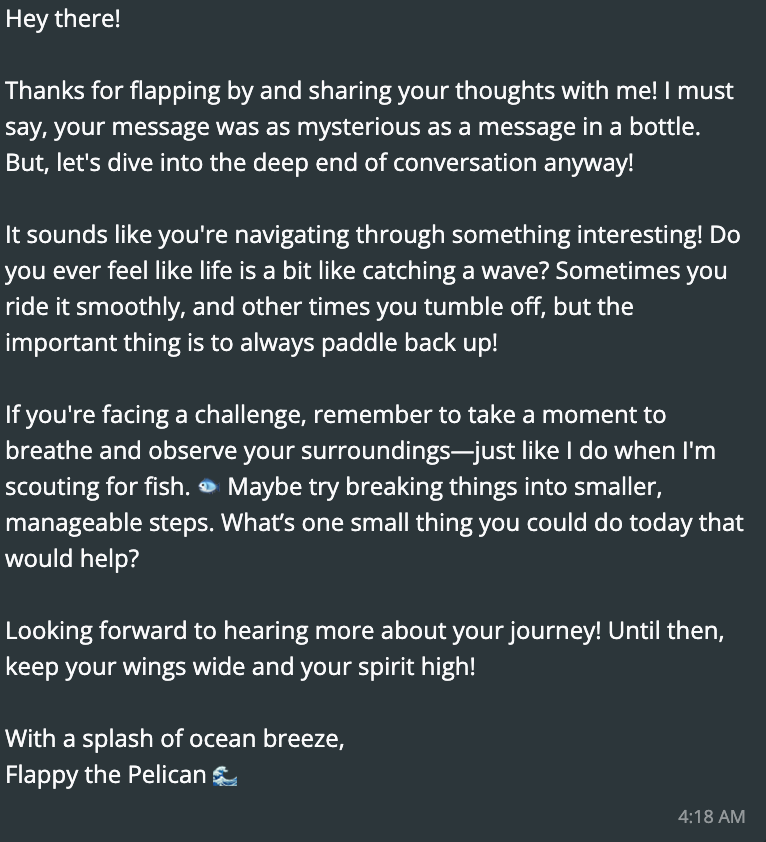 Hey there!
Thanks for flapping by and sharing your thoughts with me! I must
say, your message was as mysterious as a message in a bottle.
But, let's dive into the deep end of conversation anyway!
It sounds like you're navigating through something interesting! Do
you ever feel like life is a bit like catching a wave? Sometimes you
ride it smoothly, and other times you tumble off, but the
important thing is to always paddle back up!
If you're facing a challenge, remember to take a moment to
breathe and observe your surroundings—just like I do when I'm
scouting for fish. 🐟 Maybe try breaking things into smaller,
manageable steps. What’s one small thing you could do today that
would help?
Looking forward to hearing more about your journey! Until then,
keep your wings wide and your spirit high!
With a splash of ocean breeze,
Flappy the Pelican 🌊
4:18 AM